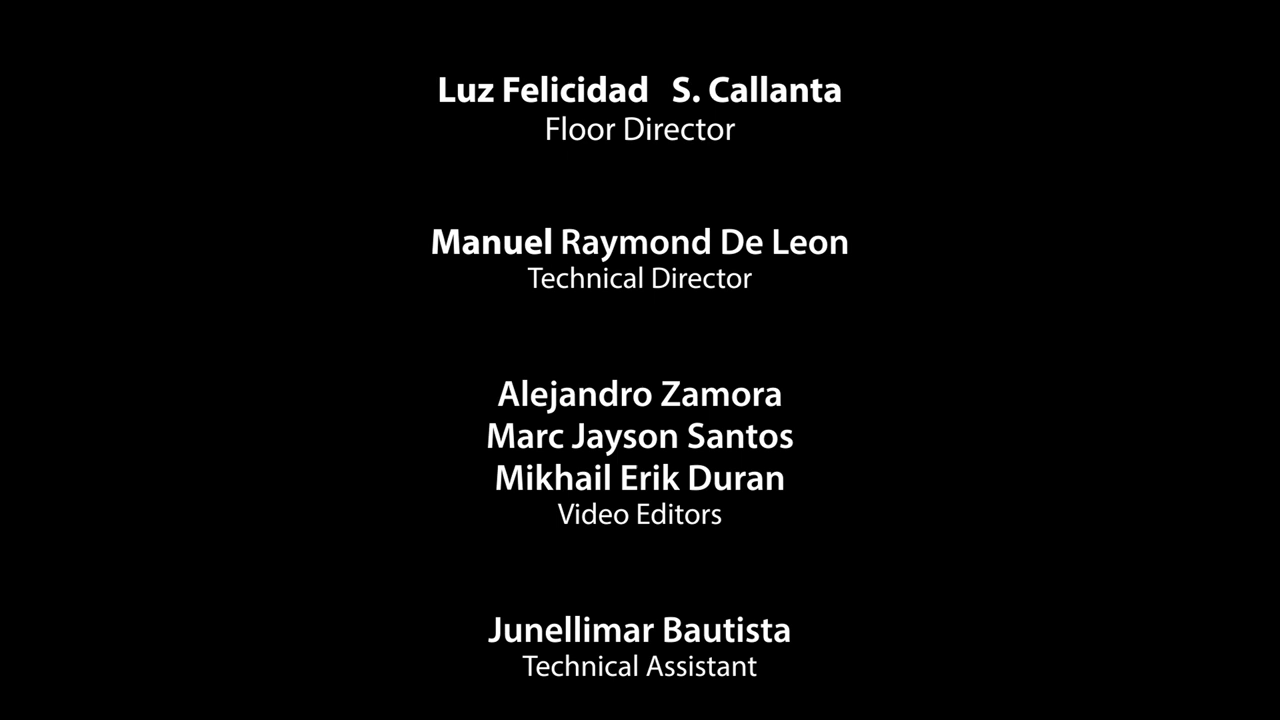 Luz Felicidad S. Callanta
Floor Director
Manuel Raymond De Leon
Technical Director
Alejandro Zamora
Marc Jayson Santos
Mikhail Erik Duran
Video Editors
Junellimar Bautista
Technical Assistant